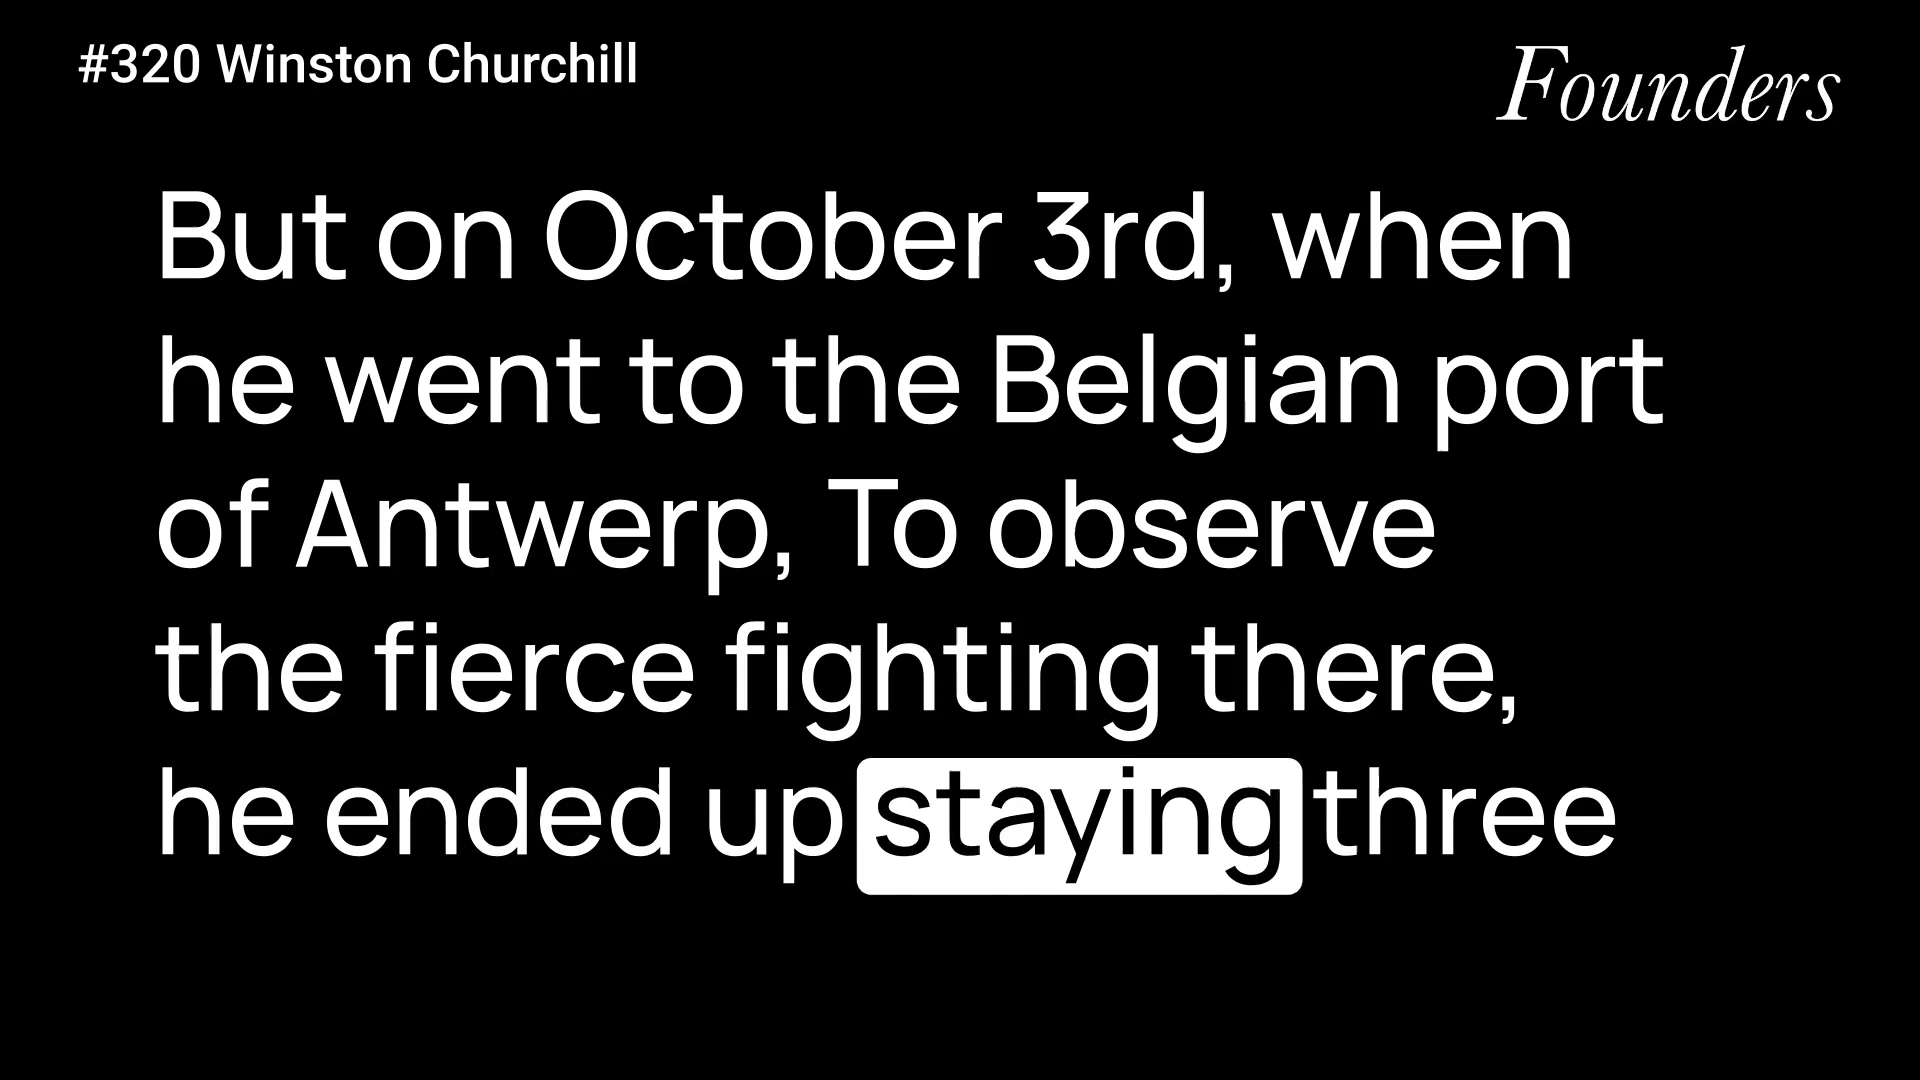 #320 Winston Churchill
Founders
But on October 3rd, when
he went to the Belgian port
of Antwerp, To observe
the fierce fighting there,
he ended up staying three